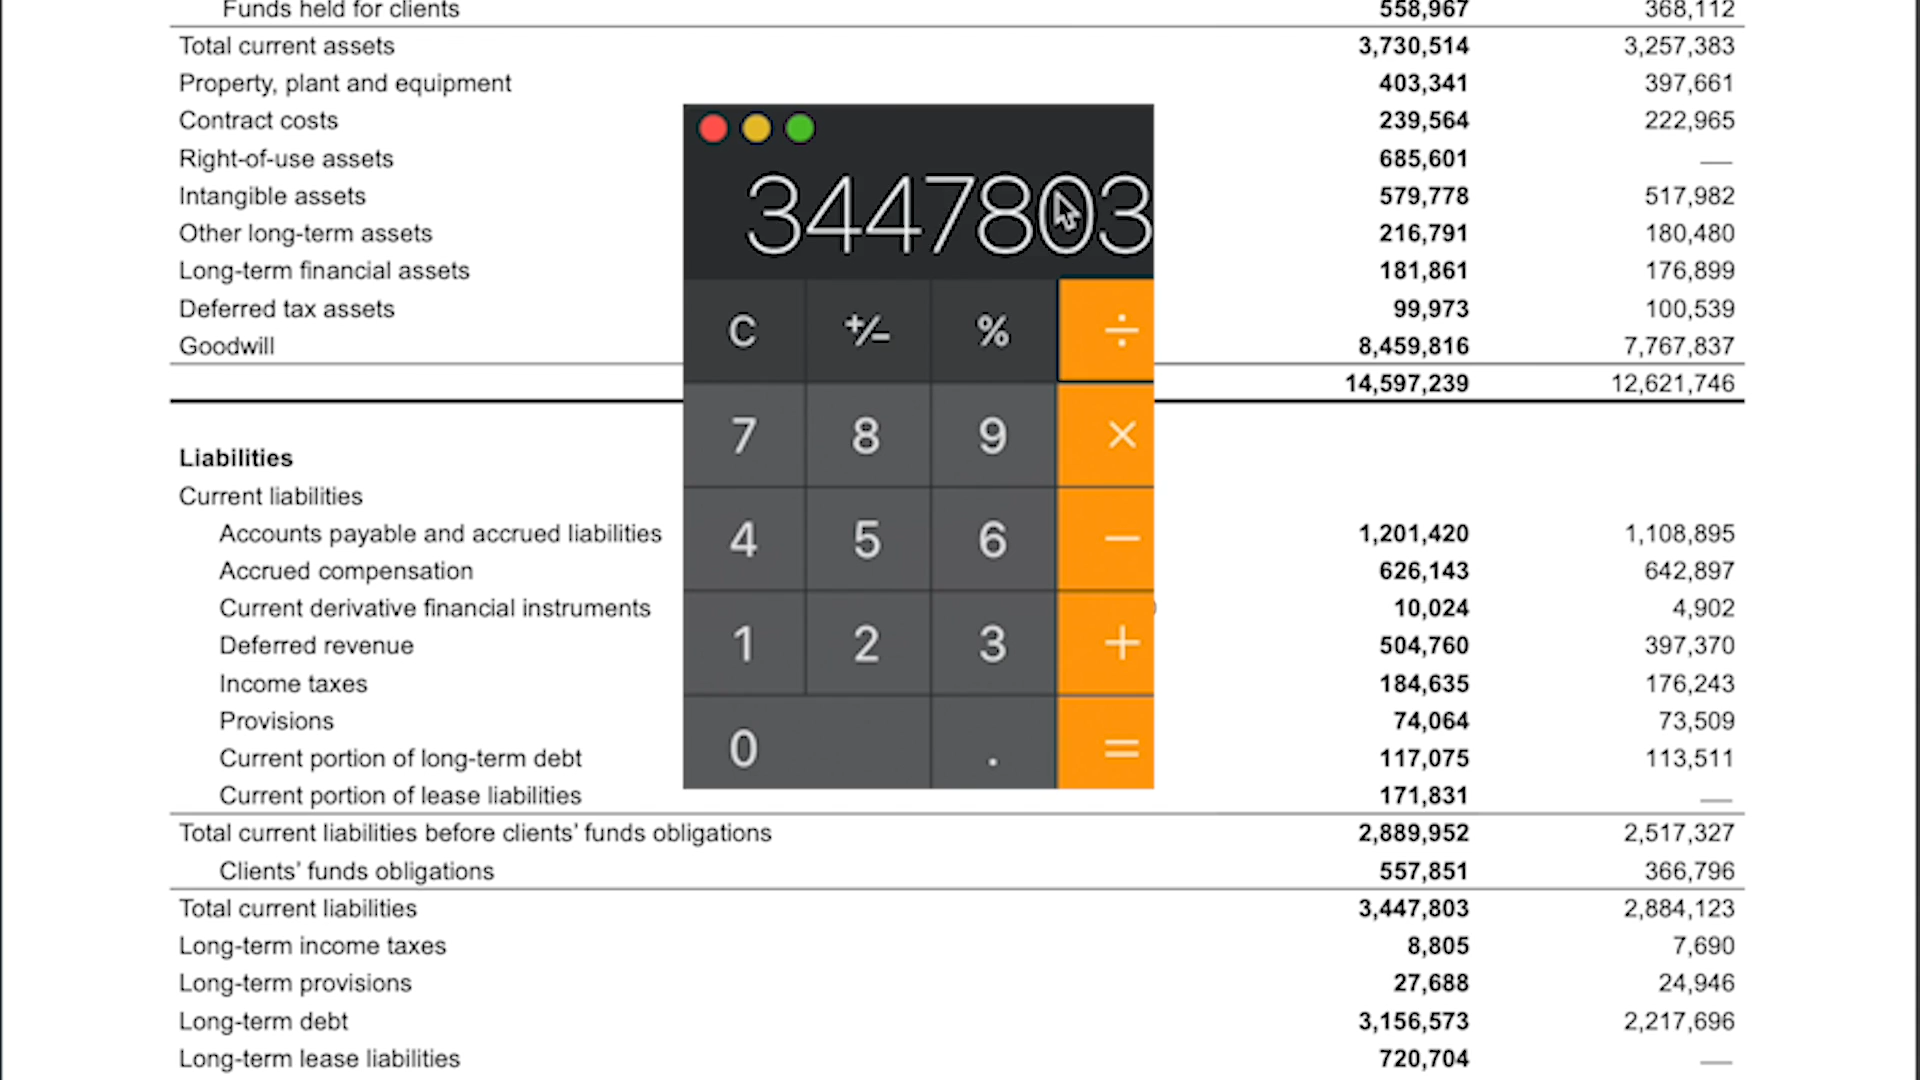 Funds held for clients 558,967 368,112
Total current assets 3,730,514 3,257,383
Property, plant and equipment 403,341 397,661
Contract costs 239,564 222,965
Right-of-use assets 685,601 —
Intangible assets 579,778 517,982
Other long-term assets 216,791 180,480
Long-term financial assets 181,861 176,899
Deferred tax assets 99,973 100,539
Goodwill 8,459,816 7,767,837
14,597,239 12,621,746
Liabilities
Current liabilities
Accounts payable and accrued liabilities 1,201,420 1,108,895
Accrued compensation 626,143 642,897
Current derivative financial instruments 10,024 4,902
Deferred revenue 504,760 397,370
Income taxes 184,635 176,243
Provisions 74,064 73,509
Current portion of long-term debt 117,075 113,511
Current portion of lease liabilities 171,831 —
Total current liabilities before clients’ funds obligations 2,889,952 2,517,327
Clients’ funds obligations 557,851 366,796
Total current liabilities 3,447,803 2,884,123
Long-term income taxes 8,805 7,690
Long-term provisions 27,688 24,946
Long-term debt 3,156,573 2,217,696
Long-term lease liabilities 720,704 —
3447803
C +/− % ÷
7 8 9 ×
4 5 6 −
1 2 3 +
0 . =